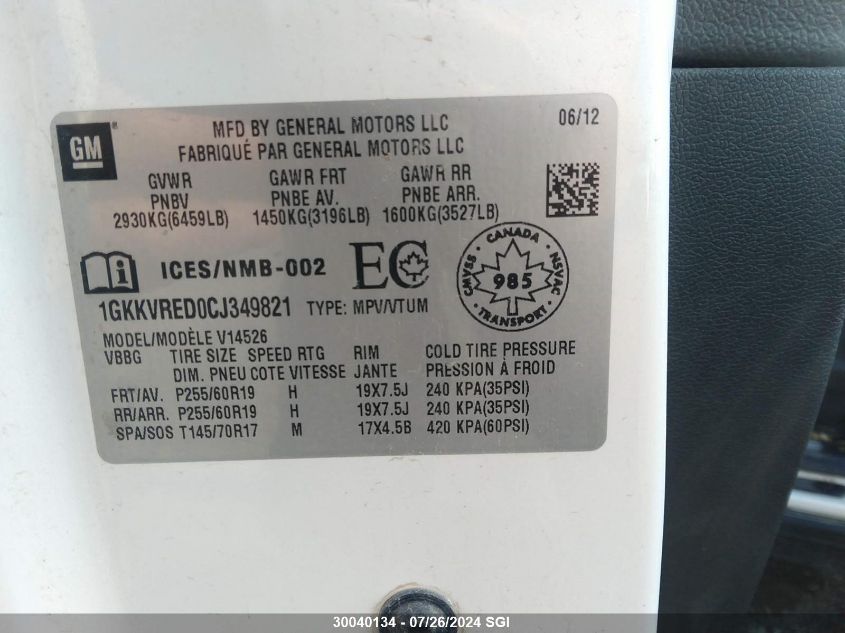 GM
MFD BY GENERAL MOTORS LLC 06/12
FABRIQUÉ PAR GENERAL MOTORS LLC
GVWR GAWR FRT GAWR RR
PNBV PNBE AV. PNBE ARR.
2930KG(6459LB) 1450KG(3196LB) 1600KG(3527LB)
ICES/NMB-002 EC
CANADA
CMVSS NSVAC
985
TRANSPORT
1GKKVRED0CJ349821 TYPE: MPV/VTUM
MODEL/MODÈLE V14526
VBBG TIRE SIZE SPEED RTG RIM COLD TIRE PRESSURE
DIM. PNEU COTE VITESSE JANTE PRESSION À FROID
FRT/AV. P255/60R19 H 19X7.5J 240 KPA(35PSI)
RR/ARR. P255/60R19 H 19X7.5J 240 KPA(35PSI)
SPA/SOS T145/70R17 M 17X4.5B 420 KPA(60PSI)
30040134 - 07/26/2024 SGI